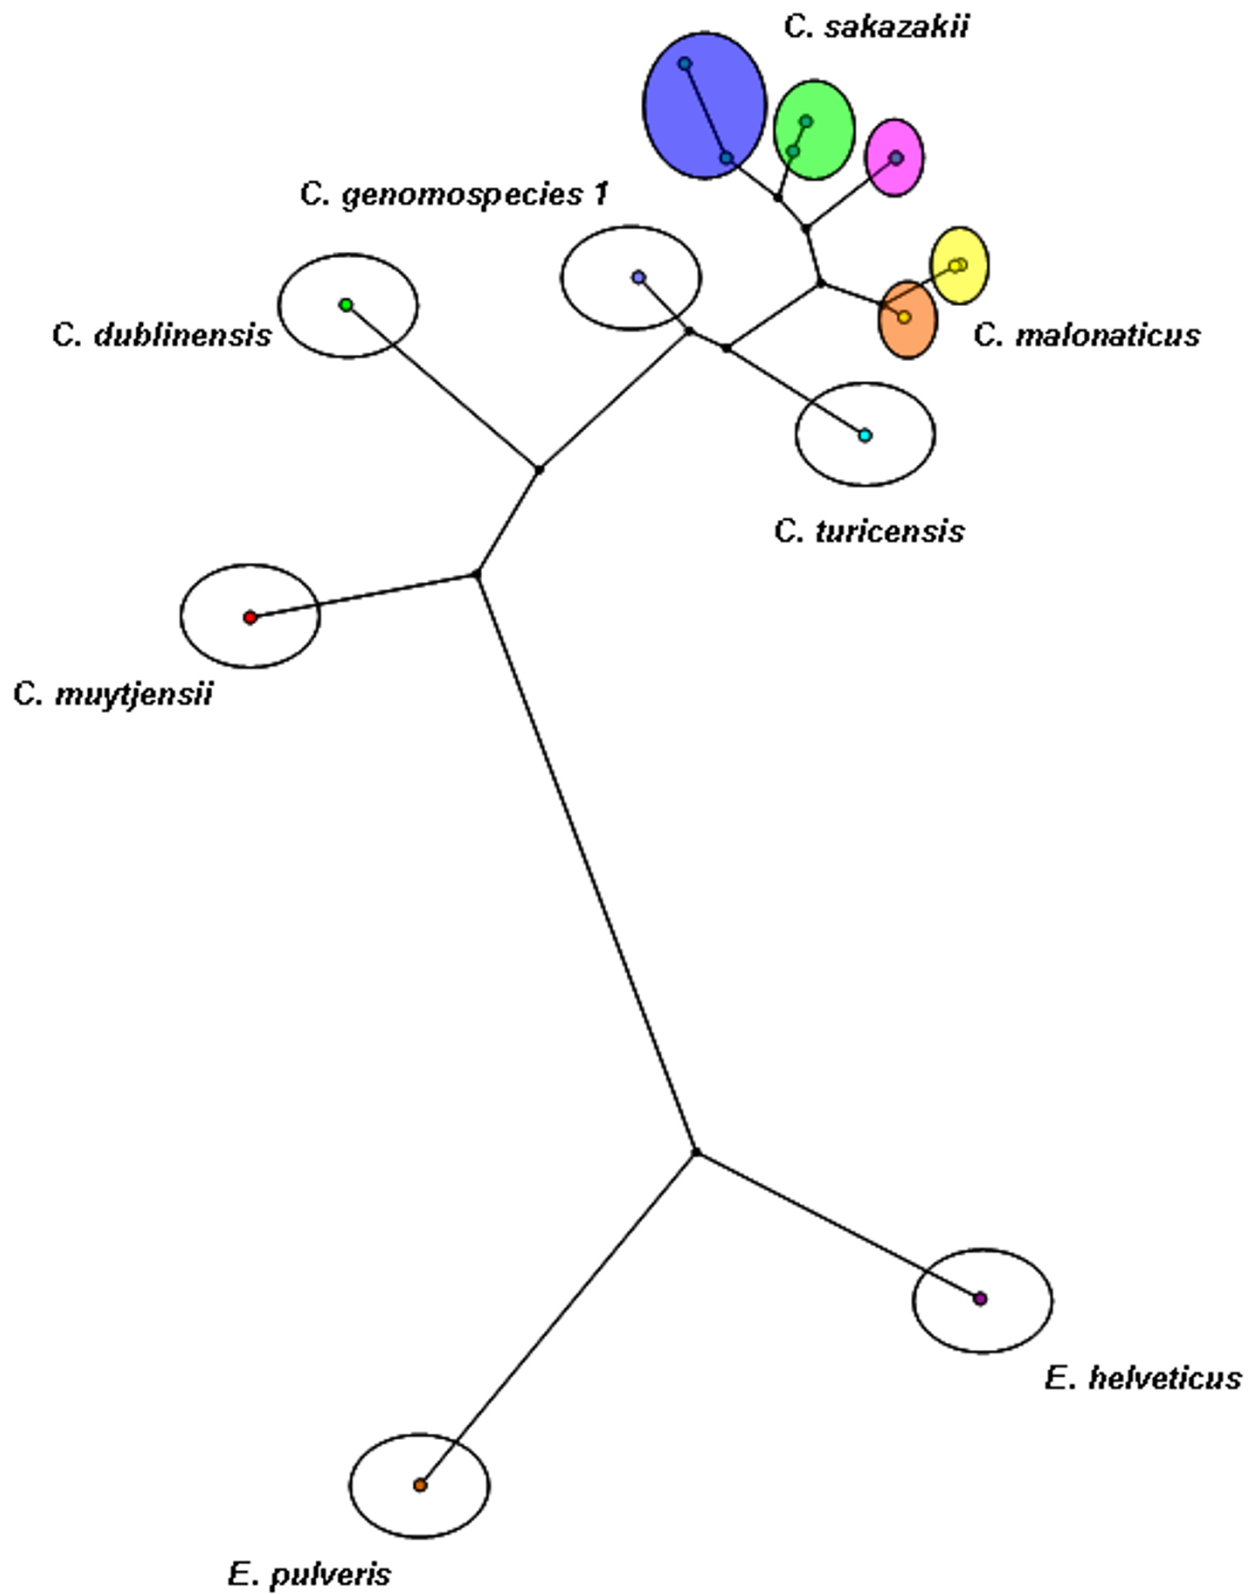 C. sakazakii
C. genomospecies 1
C. dublinensis
C. malonaticus
C. turicensis
C. muytjensii
E. helveticus
E. pulveris